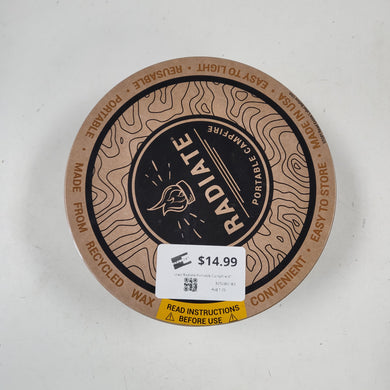 PORTABLE • REUSABLE • EASY TO LIGHT • MADE IN USA • EASY TO STORE • CONVENIENT •
MADE FROM RECYCLED WAX
RADIATE
PORTABLE CAMPFIRE
$14.99
READ INSTRUCTIONS
BEFORE USE